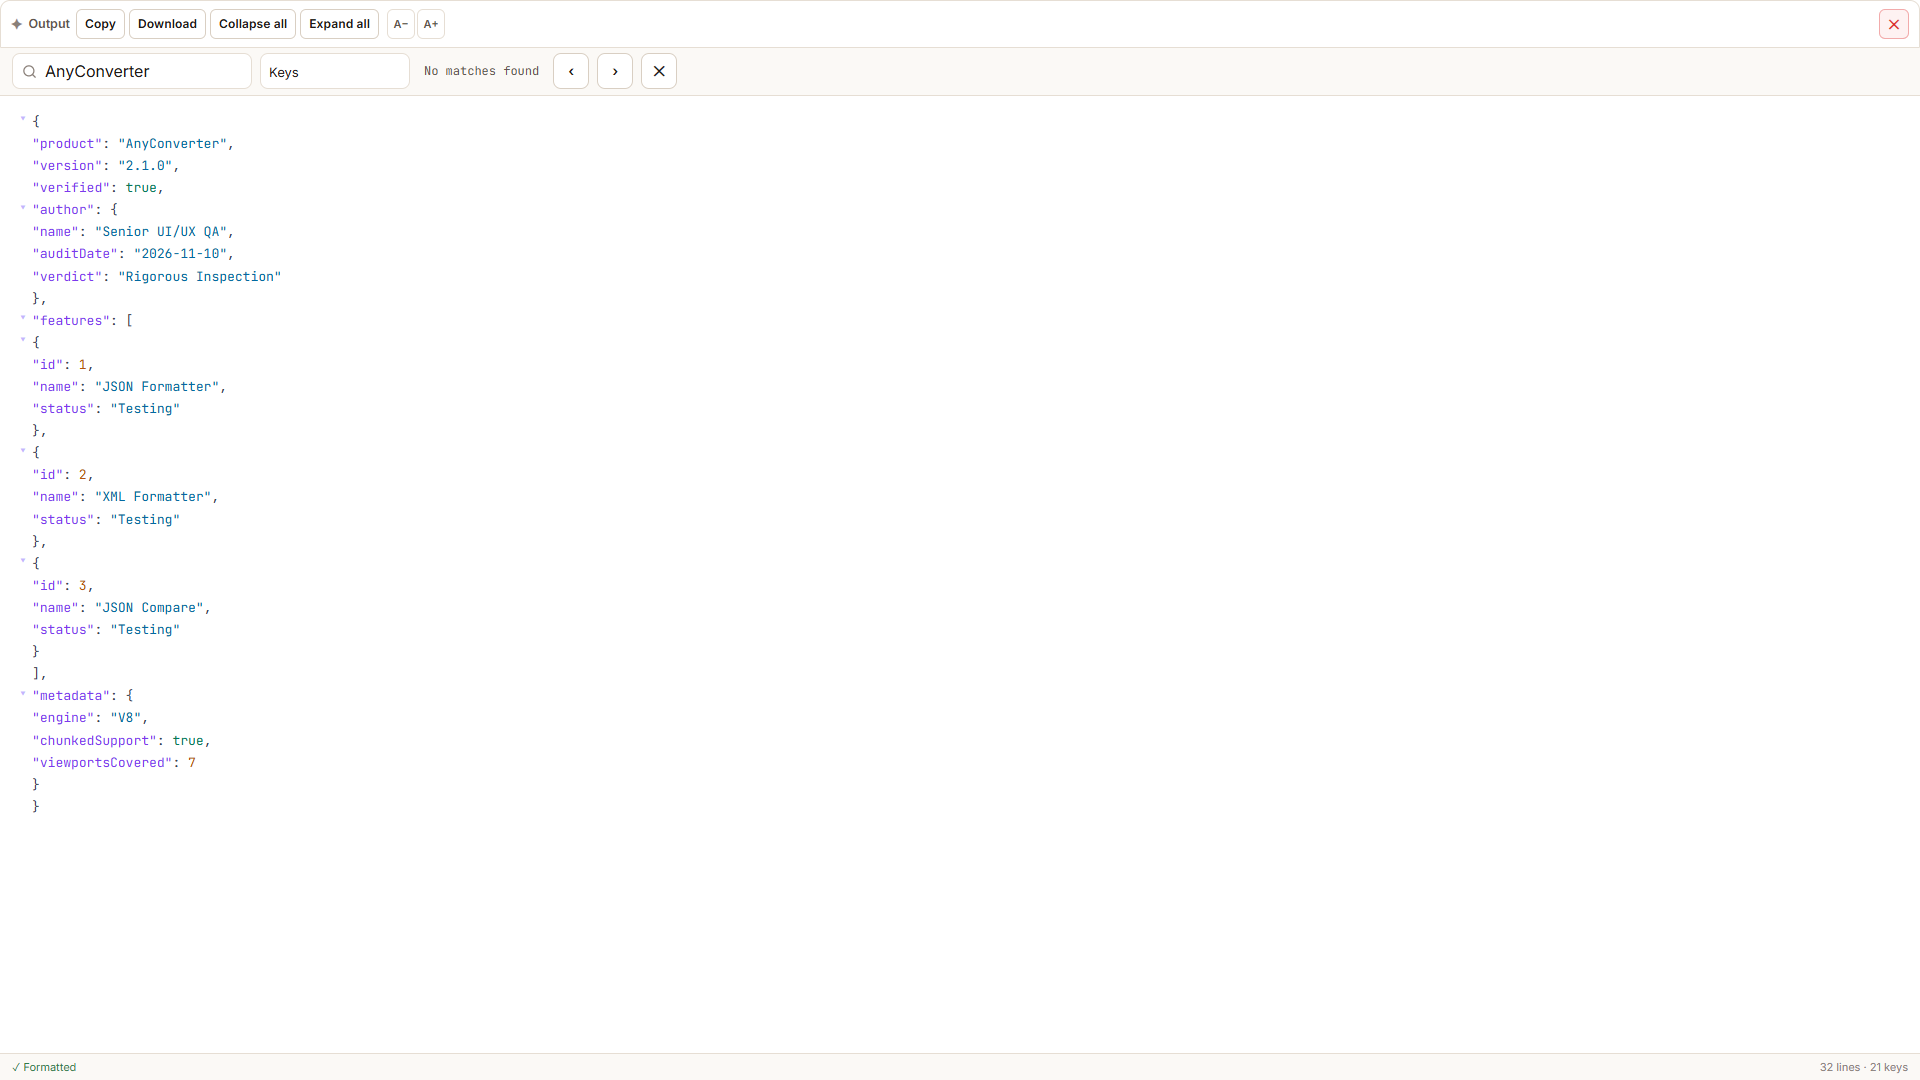 Output Copy Download Collapse all Expand all A− A+
AnyConverter Keys No matches found
{
"product": "AnyConverter",
"version": "2.1.0",
"verified": true,
"author": {
"name": "Senior UI/UX QA",
"auditDate": "2026-11-10",
"verdict": "Rigorous Inspection"
},
"features": [
{
"id": 1,
"name": "JSON Formatter",
"status": "Testing"
},
{
"id": 2,
"name": "XML Formatter",
"status": "Testing"
},
{
"id": 3,
"name": "JSON Compare",
"status": "Testing"
}
],
"metadata": {
"engine": "V8",
"chunkedSupport": true,
"viewportsCovered": 7
}
}
✓ Formatted 32 lines · 21 keys